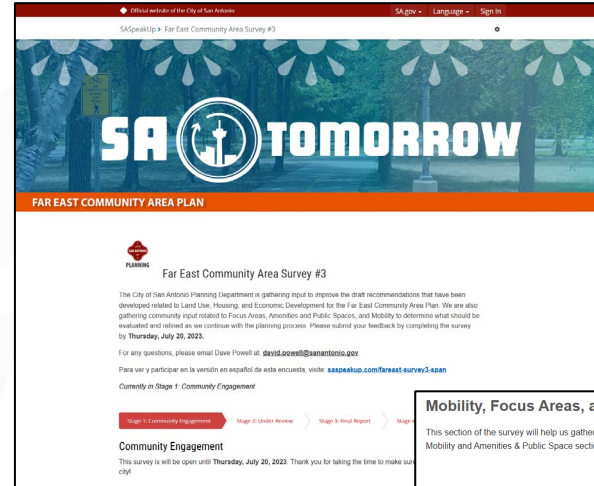 Official website of the City of San Antonio
SA.gov Language Sign In
SASpeakUp Far East Community Area Survey #3
SA TOMORROW
FAR EAST COMMUNITY AREA PLAN
SAN ANTONIO
PLANNING
Far East Community Area Survey #3
The City of San Antonio Planning Department is gathering input to improve the draft recommendations that have been
developed related to Land Use, Housing, and Economic Development for the Far East Community Area Plan. We are also
gathering community input related to Focus Areas, Amenities and Public Spaces, and Mobility to determine what should be
evaluated and refined as we continue with the planning process. Please submit your feedback by completing the survey
by Thursday, July 20, 2023.
For any questions, please email Dave Powell at: david.powell@sanantonio.gov
Para ver y participar en la versión en español de esta encuesta, visite: saspeakup.com/fareast-survey3-span
Currently in Stage 1: Community Engagement
Stage 1: Community Engagement Stage 2: Under Review Stage 3: Final Report Stage
Community Engagement
This survey is will be open until Thursday, July 20, 2023. Thank you for taking the time to make sure
city!
Mobility, Focus Areas, a
This section of the survey will help us gather
Mobility and Amenities & Public Space secti